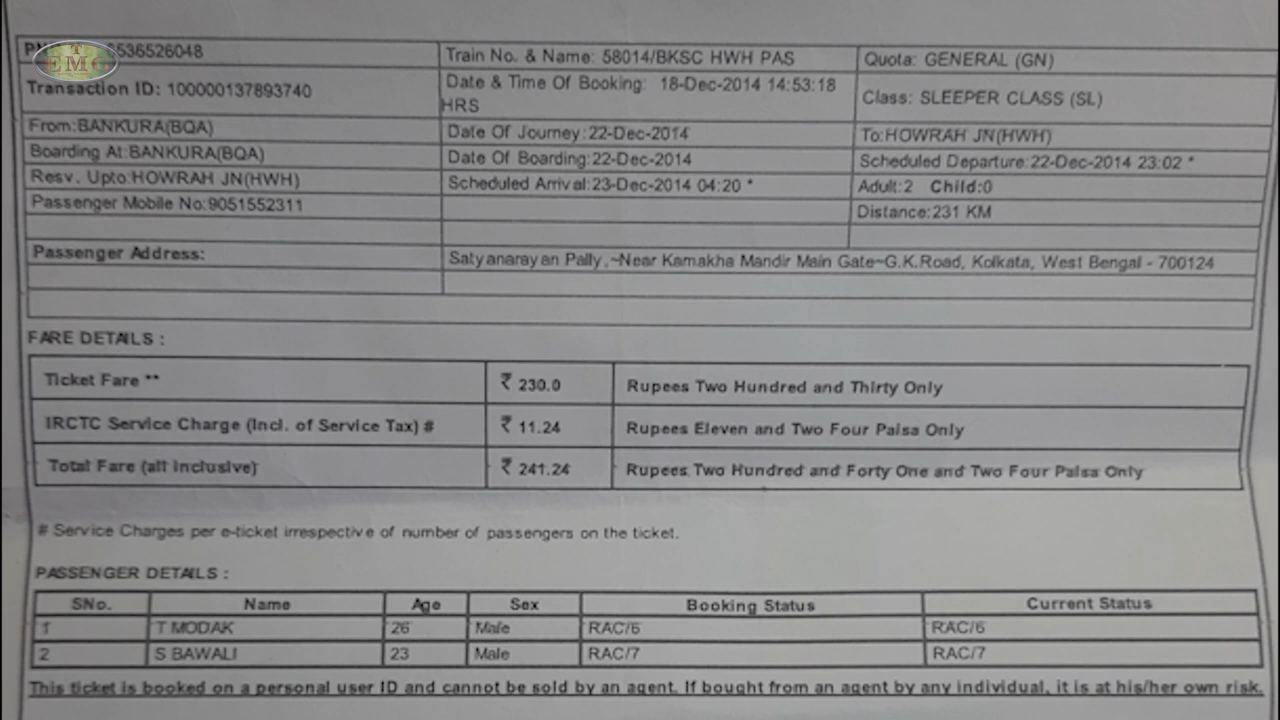 T
EMG
PN 6536526048 Train No. & Name: 58014/BKSC HWH PAS Quota: GENERAL (GN)
Transaction ID: 100000137893740 Date & Time Of Booking: 18-Dec-2014 14:53:18 HRS Class: SLEEPER CLASS (SL)
From:BANKURA(BQA) Date Of Journey:22-Dec-2014 To:HOWRAH JN(HWH)
Boarding At:BANKURA(BQA) Date Of Boarding:22-Dec-2014 Scheduled Departure:22-Dec-2014 23:02 *
Resv. Upto:HOWRAH JN(HWH) Scheduled Arrival:23-Dec-2014 04:20 * Adult:2 Child:0
Passenger Mobile No:9051552311 Distance:231 KM
Passenger Address: Satyanarayan Pally,~Near Kamakha Mandir Main Gate~G.K.Road, Kolkata, West Bengal - 700124
FARE DETAILS :
Ticket Fare ** ₹ 230.0 Rupees Two Hundred and Thirty Only
IRCTC Service Charge (Incl. of Service Tax) # ₹ 11.24 Rupees Eleven and Two Four Paisa Only
Total Fare (all inclusive) ₹ 241.24 Rupees Two Hundred and Forty One and Two Four Paisa Only
# Service Charges per e-ticket irrespective of number of passengers on the ticket.
PASSENGER DETAILS :
SNo. Name Age Sex Booking Status Current Status
1 T MODAK 26 Male RAC/6 RAC/6
2 S BAWALI 23 Male RAC/7 RAC/7
This ticket is booked on a personal user ID and cannot be sold by an agent. If bought from an agent by any individual, it is at his/her own risk.